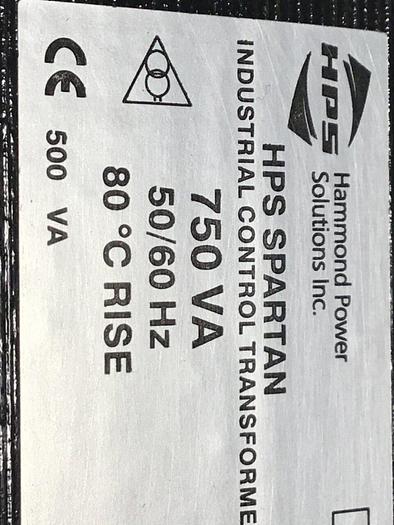 HPS
Hammond Power
Solutions Inc.
HPS SPARTAN
INDUSTRIAL CONTROL TRANSFORME
750 VA
50/60 Hz
80 °C RISE
CE 500 VA